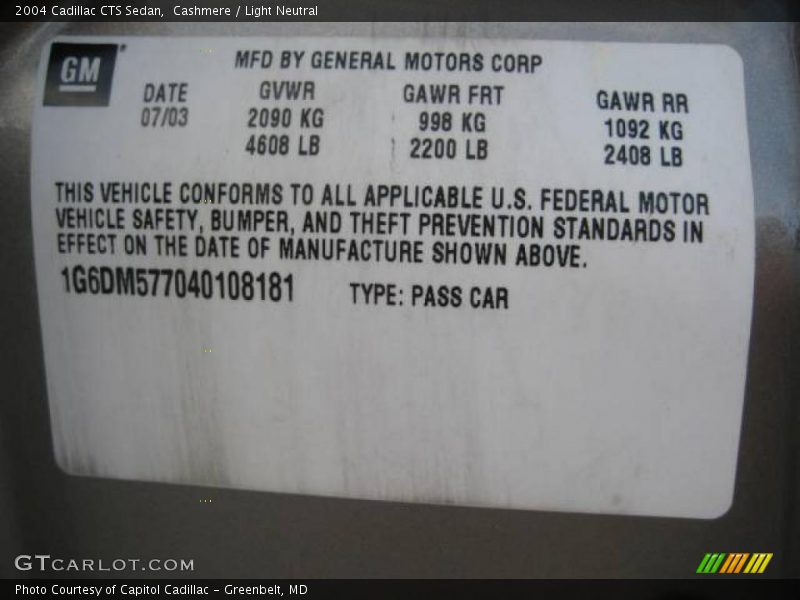 2004 Cadillac CTS Sedan, Cashmere / Light Neutral
GM
MFD BY GENERAL MOTORS CORP
DATE GVWR GAWR FRT GAWR RR
07/03 2090 KG 998 KG 1092 KG
4608 LB 2200 LB 2408 LB
THIS VEHICLE CONFORMS TO ALL APPLICABLE U.S. FEDERAL MOTOR
VEHICLE SAFETY, BUMPER, AND THEFT PREVENTION STANDARDS IN
EFFECT ON THE DATE OF MANUFACTURE SHOWN ABOVE.
1G6DM577040108181 TYPE: PASS CAR
GTCARLOT.COM
Photo Courtesy of Capitol Cadillac - Greenbelt, MD